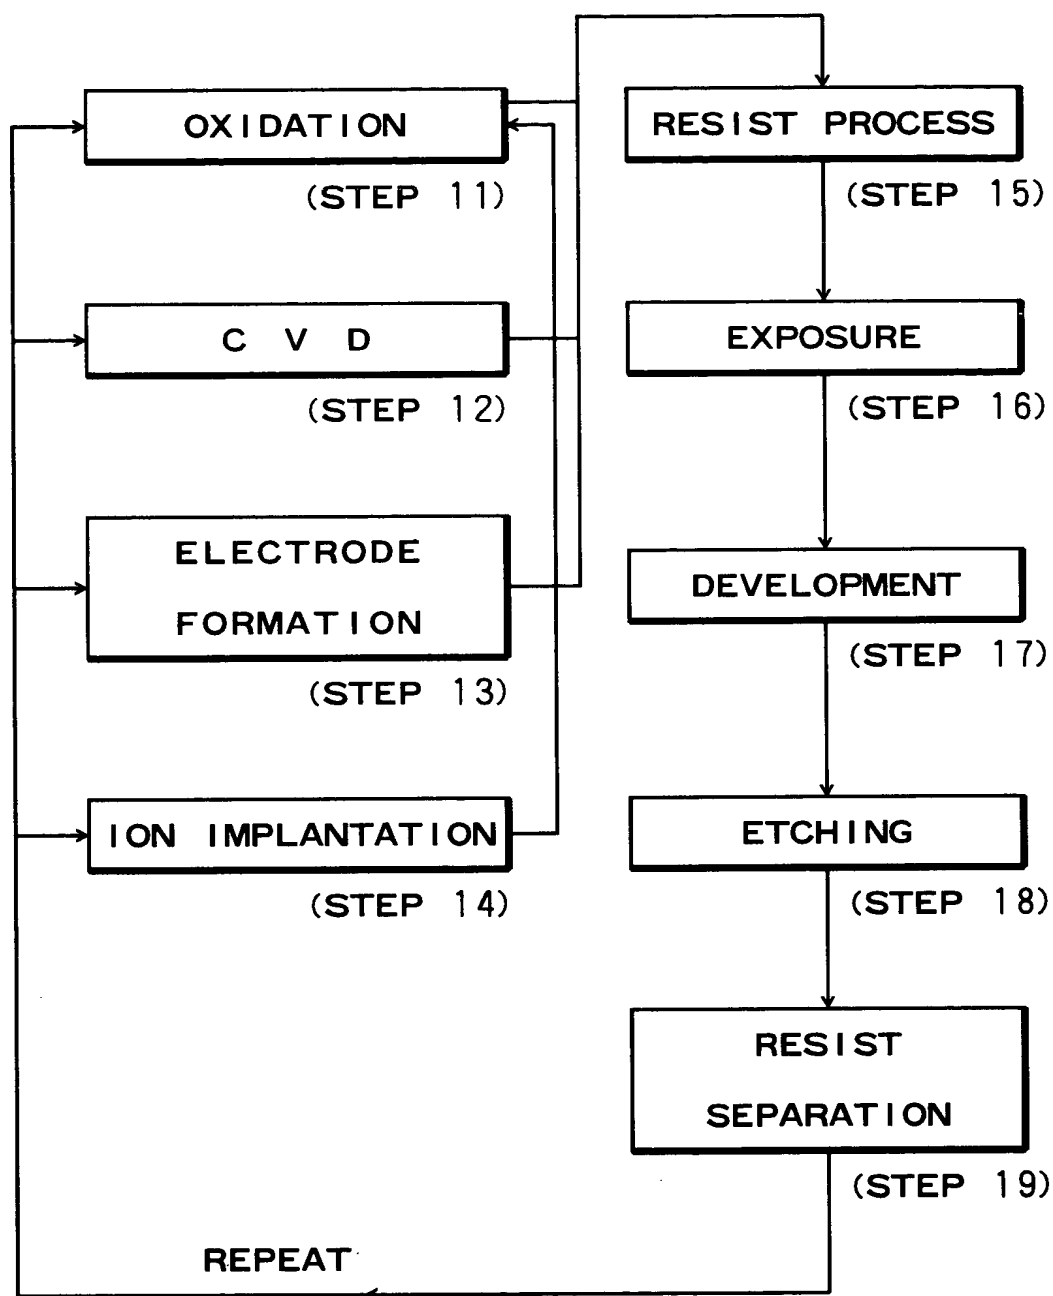 OXIDATION
(STEP 11)
C V D
(STEP 12)
ELECTRODE
FORMATION
(STEP 13)
ION IMPLANTATION
(STEP 14)
RESIST PROCESS
(STEP 15)
EXPOSURE
(STEP 16)
DEVELOPMENT
(STEP 17)
ETCHING
(STEP 18)
RESIST
SEPARATION
(STEP 19)
REPEAT